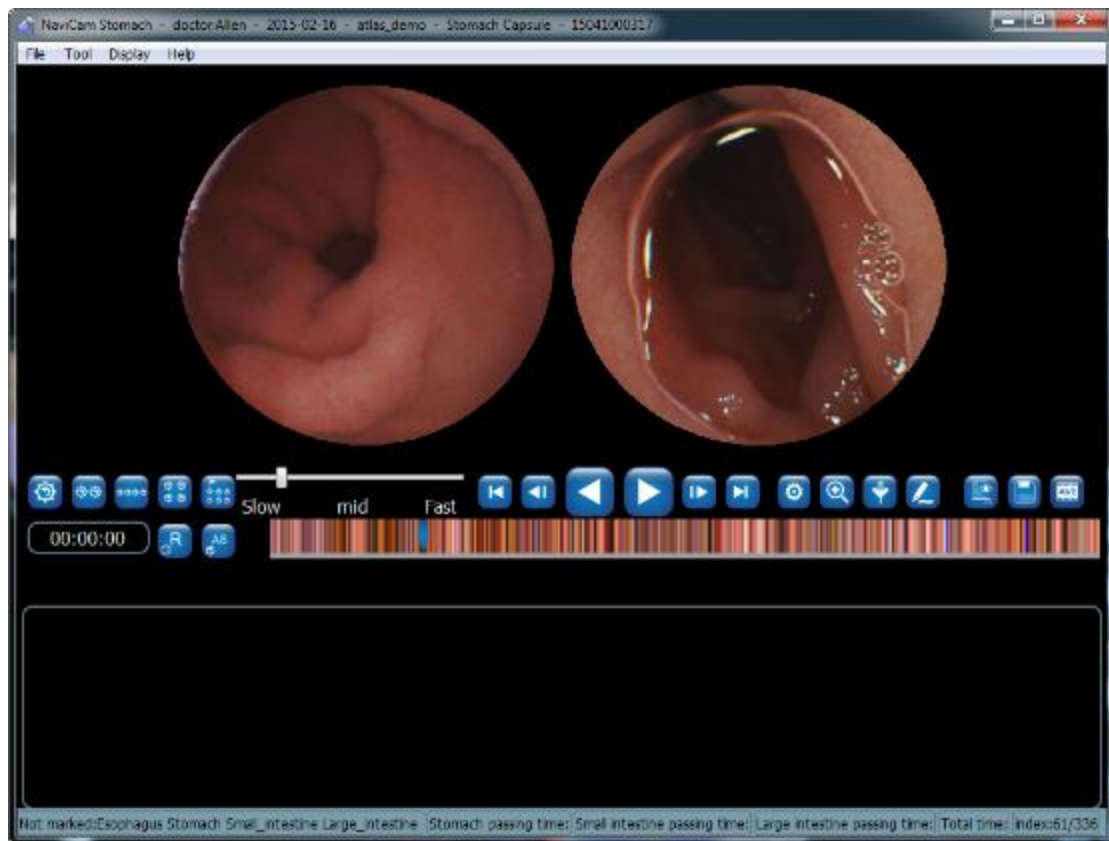 NaviCam Stomach - doctor Allen - 2015-02-16 - atlas_demo - Stomach Capsule - 15041000317
File Tool Display Help
Slow mid Fast
00:00:00 R AS
Not marked:Esophagus Stomach Small_intestine Large_intestine Stomach passing time: Small intestine passing time: Large intestine passing time: Total time: index:61/336